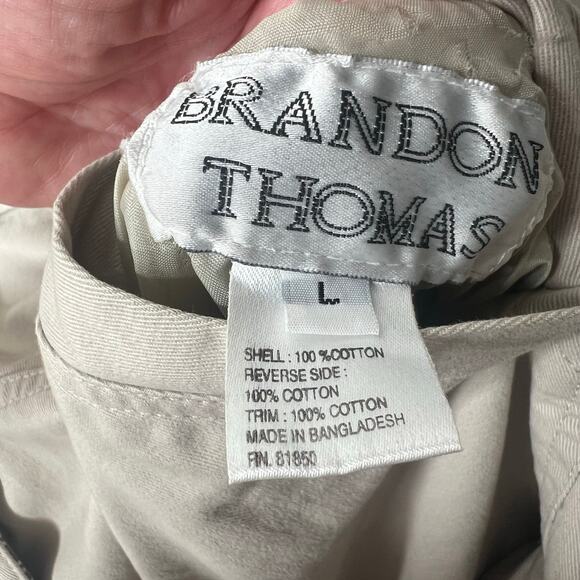 BRANDON
THOMAS
L
SHELL : 100 %COTTON
REVERSE SIDE :
100% COTTON
TRIM : 100% COTTON
MADE IN BANGLADESH
RN. 81850